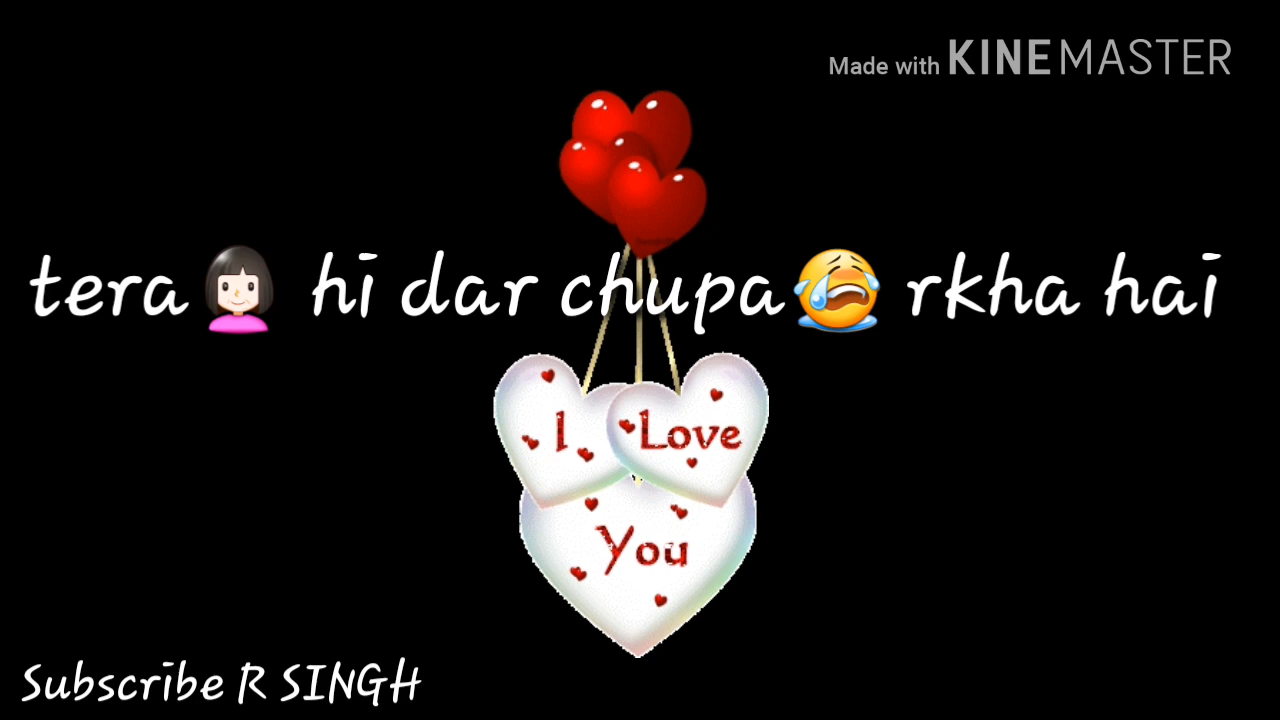 Made with KINEMASTER
tera👩🏻 hi dar chupa😭 rkha hai
I Love
You
Subscribe R SINGH